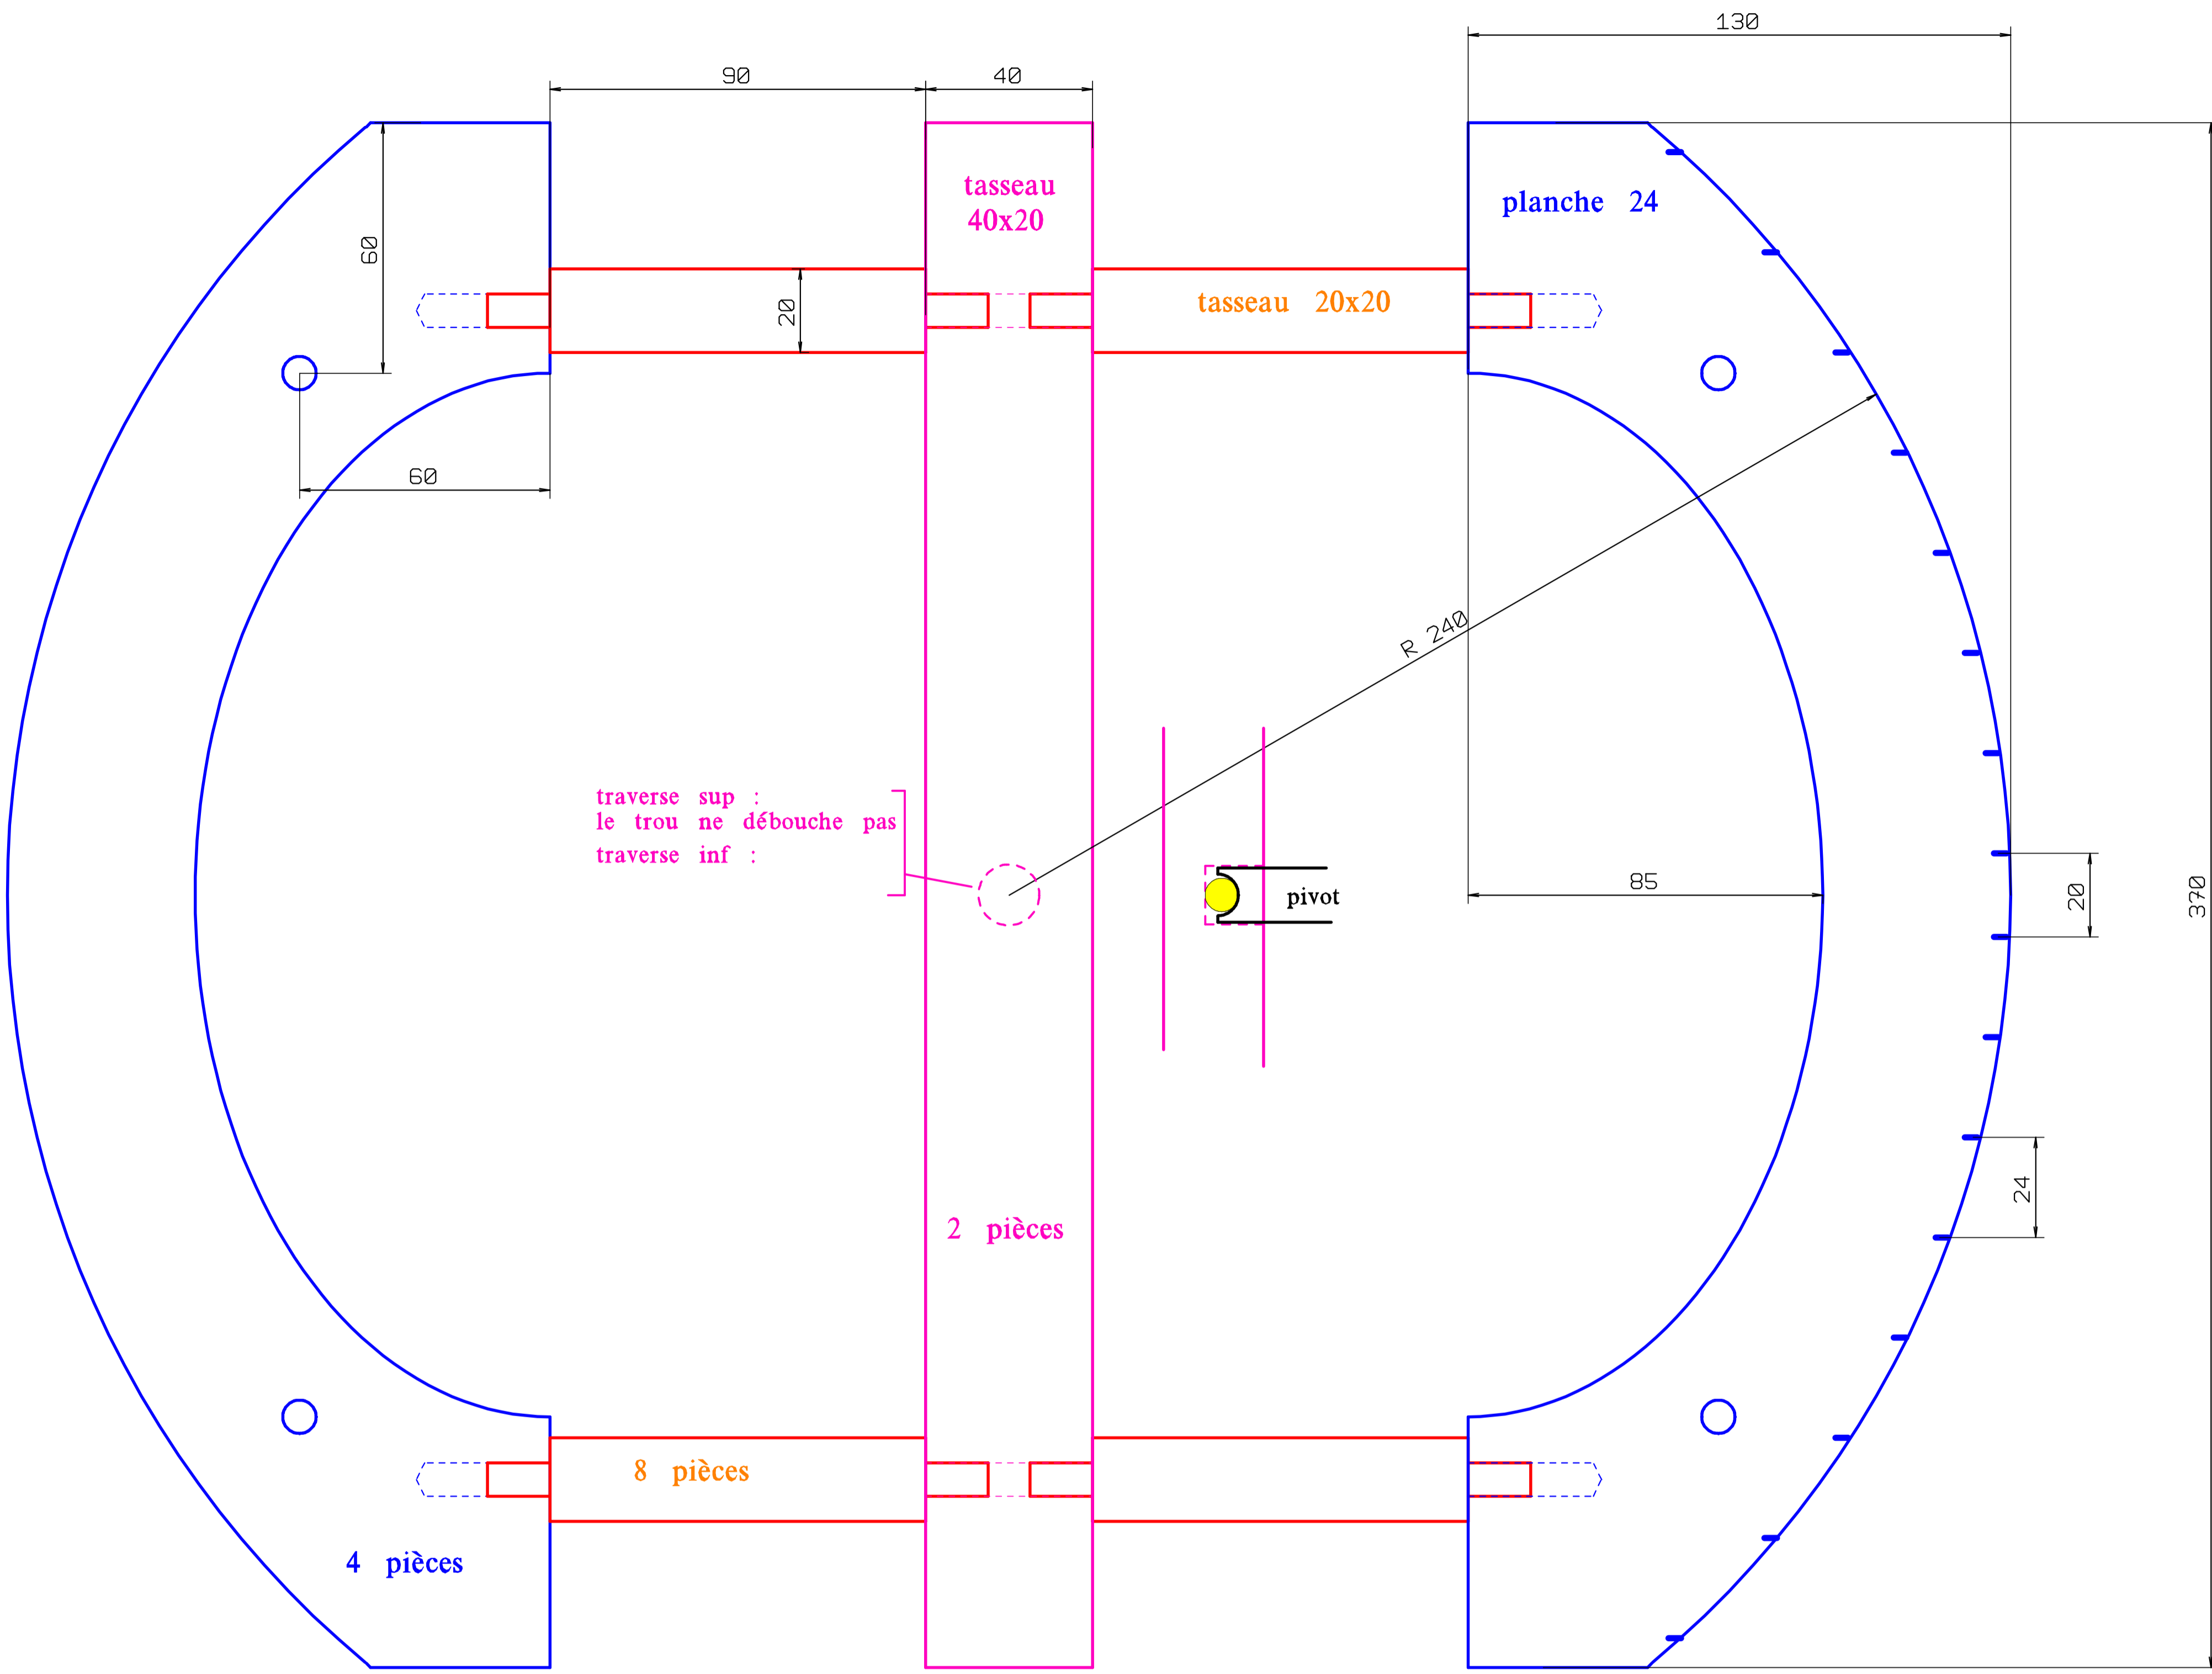 130
90
40
tasseau
40x20
planche 24
60
20
tasseau 20x20
60
R 240
traverse sup :
le trou ne débouche pas
traverse inf :
pivot
85
20
370
24
2 pièces
8 pièces
4 pièces